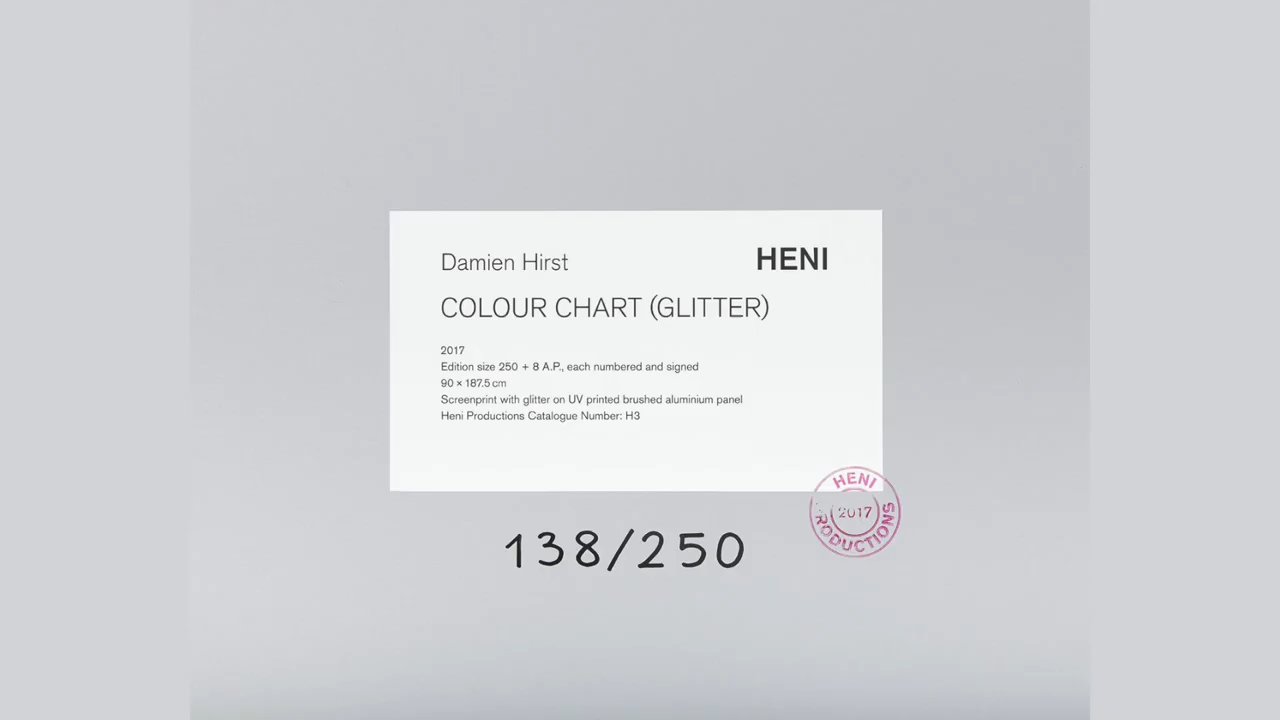 Damien Hirst
HENI
COLOUR CHART (GLITTER)
2017
Edition size 250 + 8 A.P., each numbered and signed
90 × 187.5 cm
Screenprint with glitter on UV printed brushed aluminium panel
Heni Productions Catalogue Number: H3
HENI
2017
RODUCTIONS
138/250